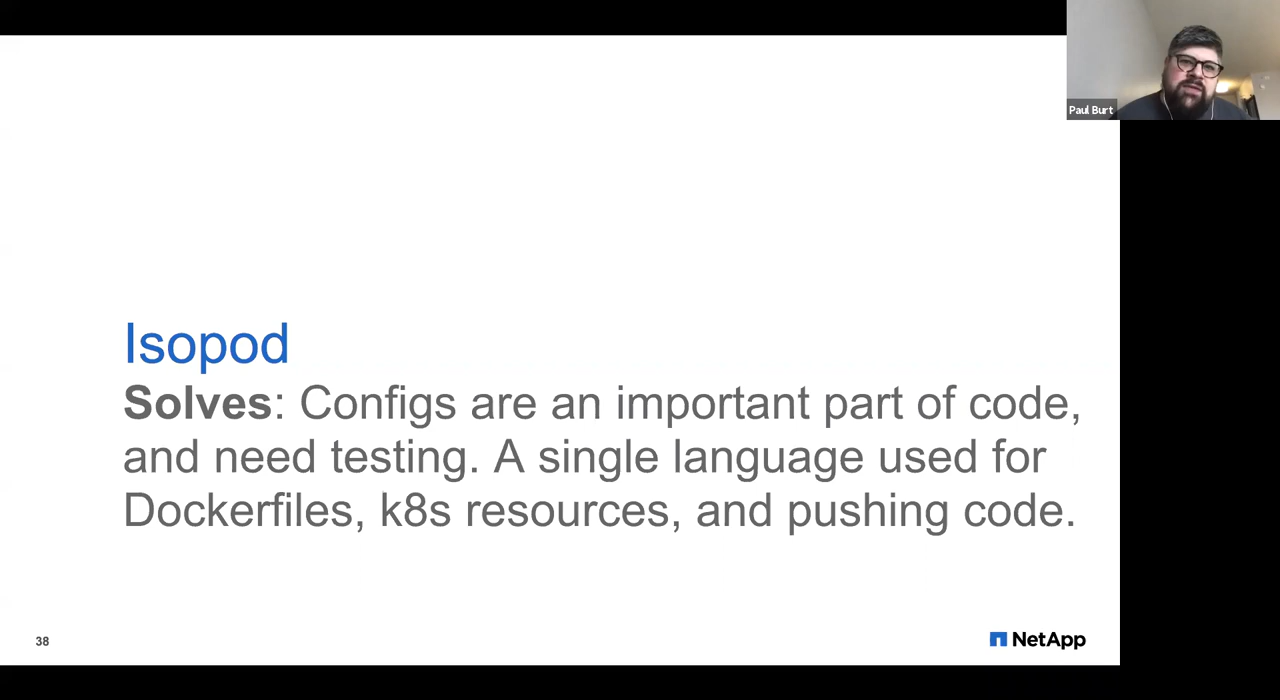 Paul Burt
Isopod
Solves: Configs are an important part of code,
and need testing. A single language used for
Dockerfiles, k8s resources, and pushing code.
38
NetApp